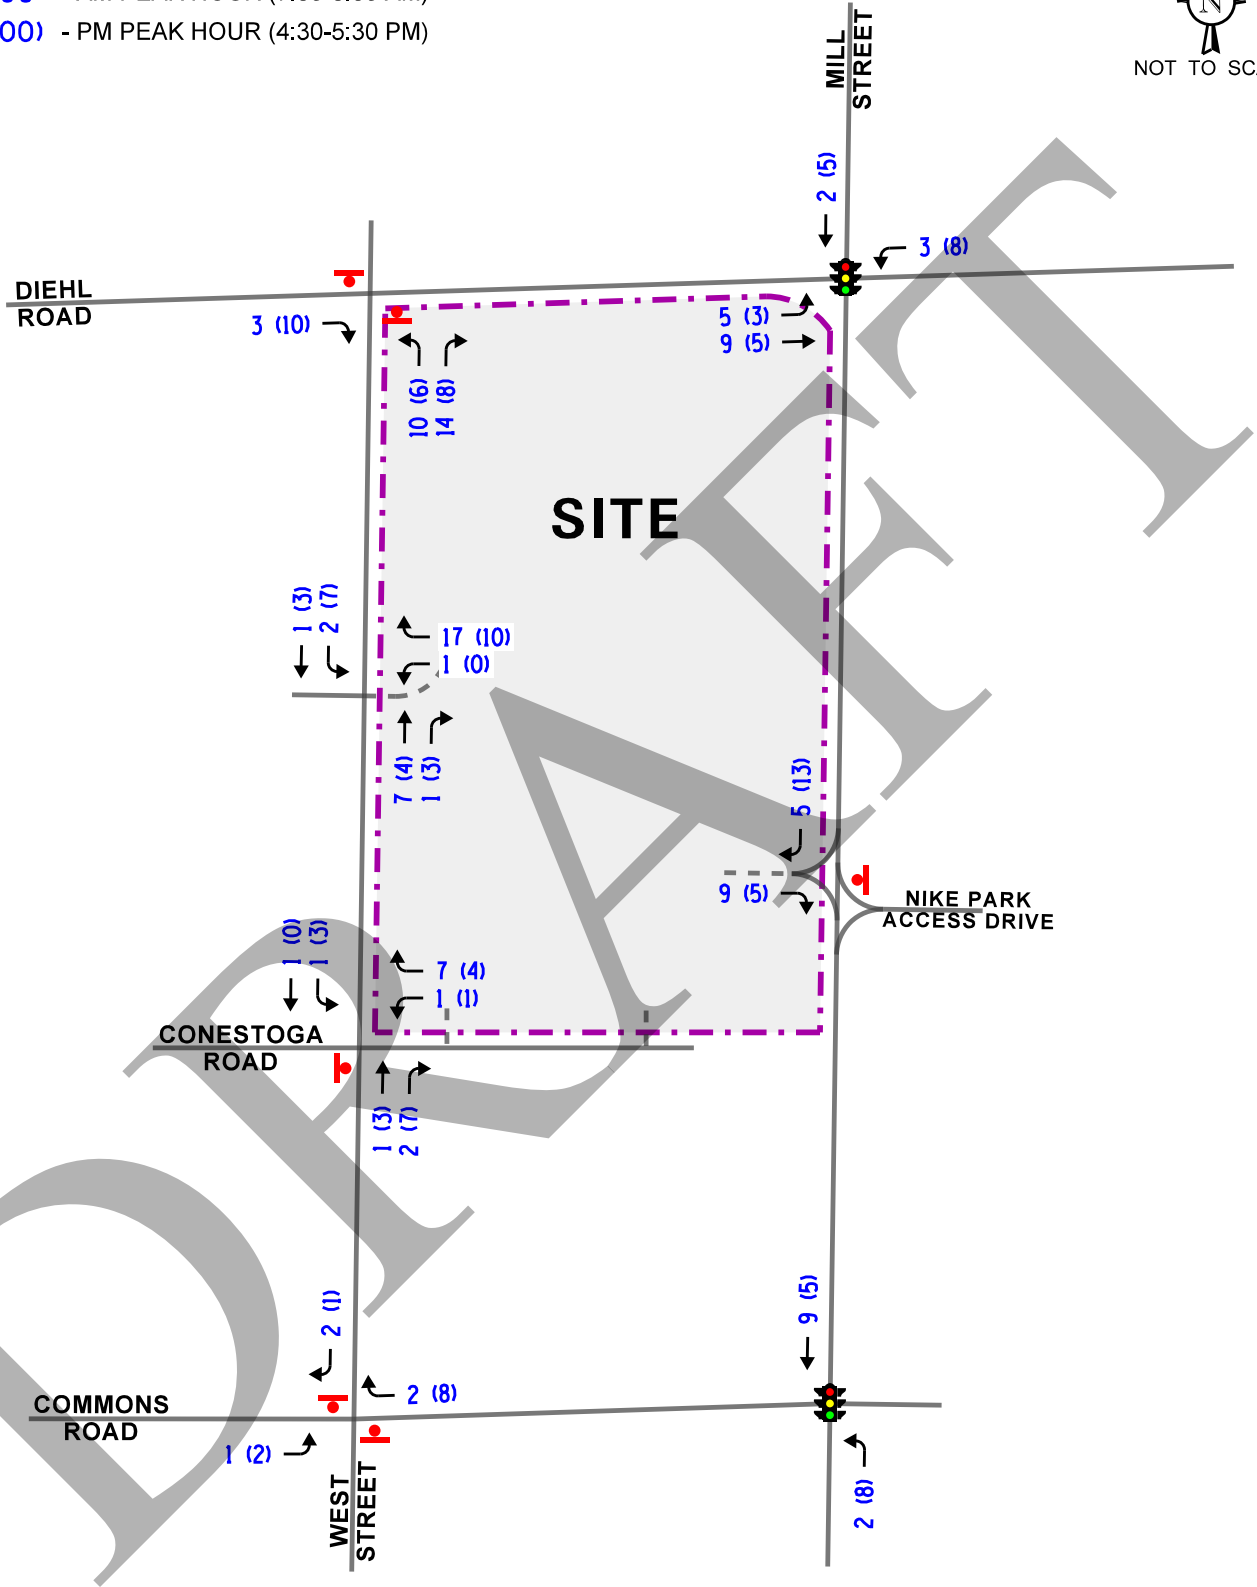 - PM PEAK HOUR (4:30-5:30 PM)
00)
N
NOT TO SC
MILL
STREET
2 (5)
3 (8)
DIEHL
ROAD
3 (10)
5 (3)
9 (5)
10 (6)
14 (8)
SITE
1 (3)
2 (7)
17 (10)
1 (0)
7 (4)
1 (3)
5 (13)
9 (5)
NIKE PARK
ACCESS DRIVE
1 (0)
1 (3)
7 (4)
1 (1)
CONESTOGA
ROAD
1 (3)
2 (7)
2 (1)
9 (5)
2 (8)
COMMONS
ROAD
1 (2)
WEST
STREET
2 (8)
DRAFT